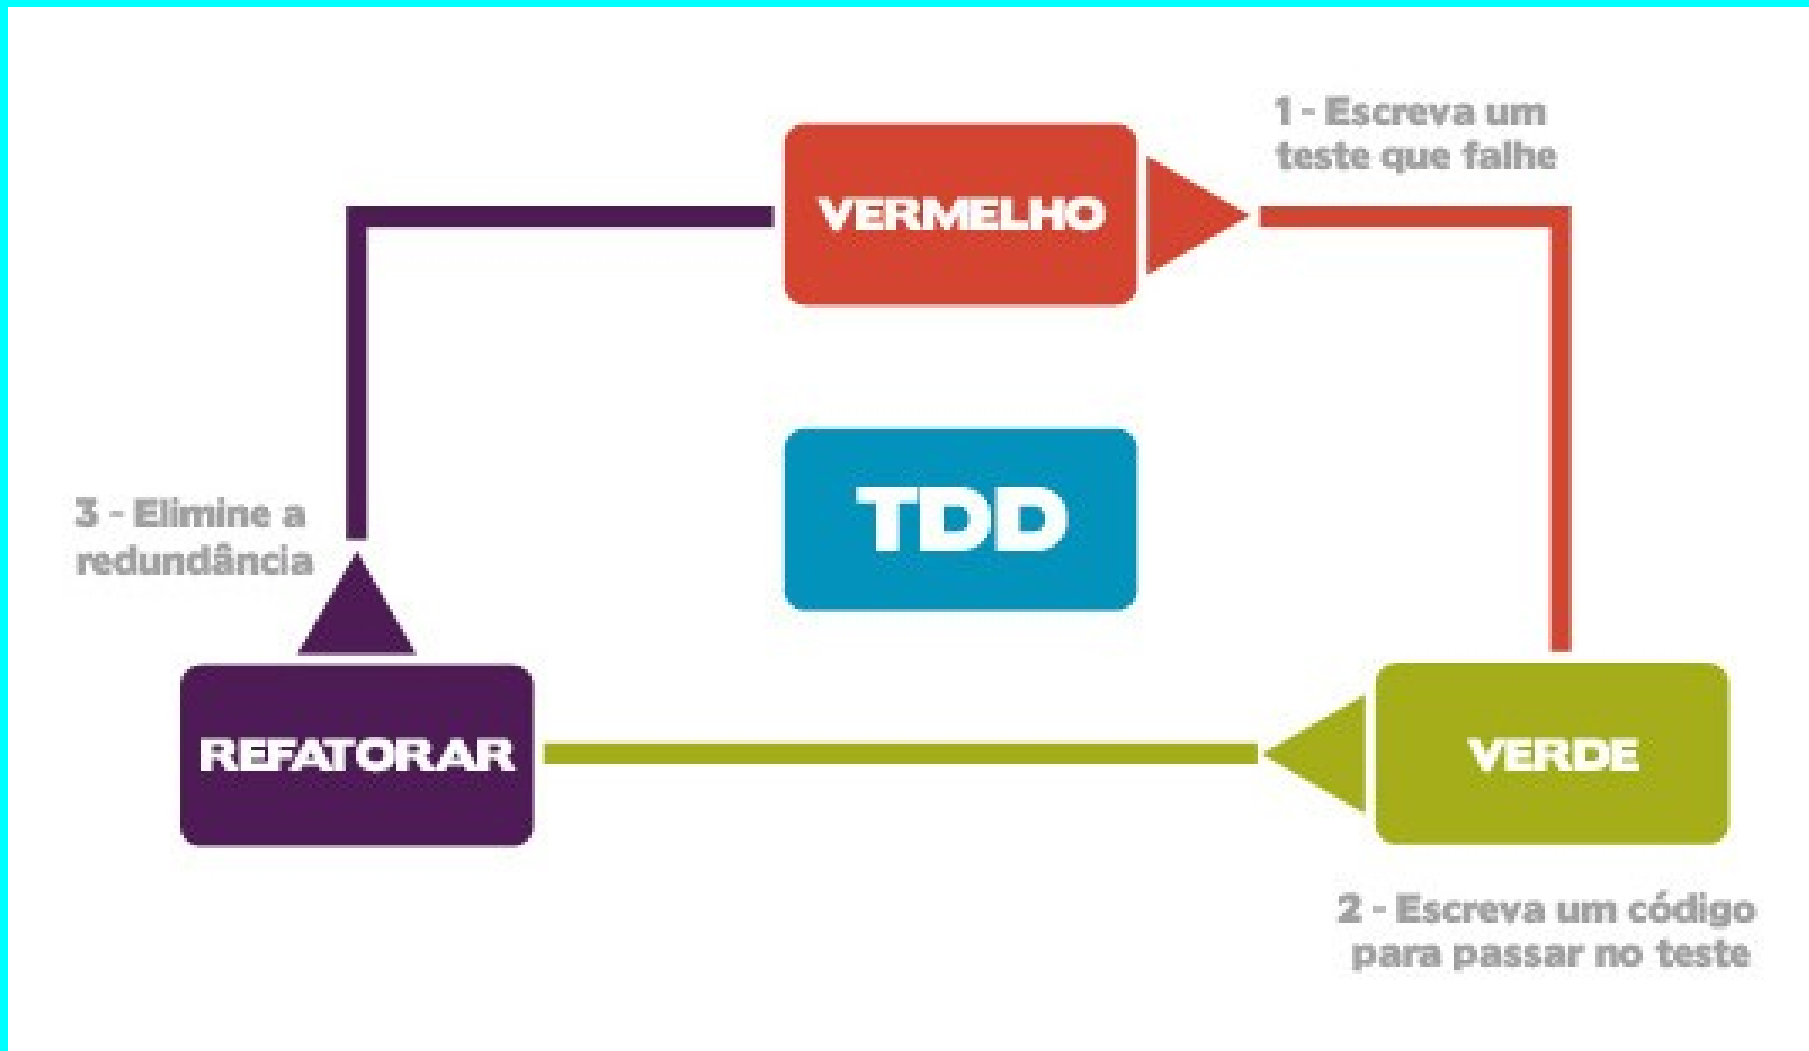 1 - Escreva um
teste que falhe
VERMELHO
TDD
3 - Elimine a
redundância
REFATORAR
VERDE
2 - Escreva um código
para passar no teste